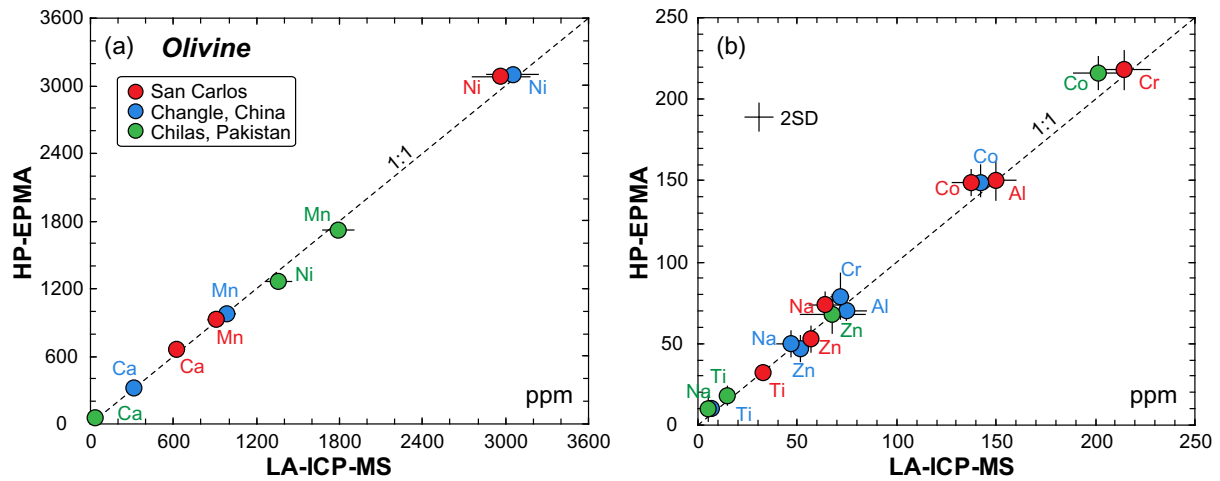 (a) Olivine
San Carlos
Changle, China
Chilas, Pakistan
Ni Ni
1:1
Mn
Ni
Mn
Mn
Ca
Ca
Ca
ppm
3600
3000
2400
1800
1200
600
0
0 600 1200 1800 2400 3000 3600
HP-EPMA
LA-ICP-MS
(b)
2SD
1:1
Co Cr
Co
Co Al
Cr
Na Al
Zn
Na Zn
Zn
Ti Ti
Na
Ti
ppm
250
200
150
100
50
0
0 50 100 150 200 250
HP-EPMA
LA-ICP-MS